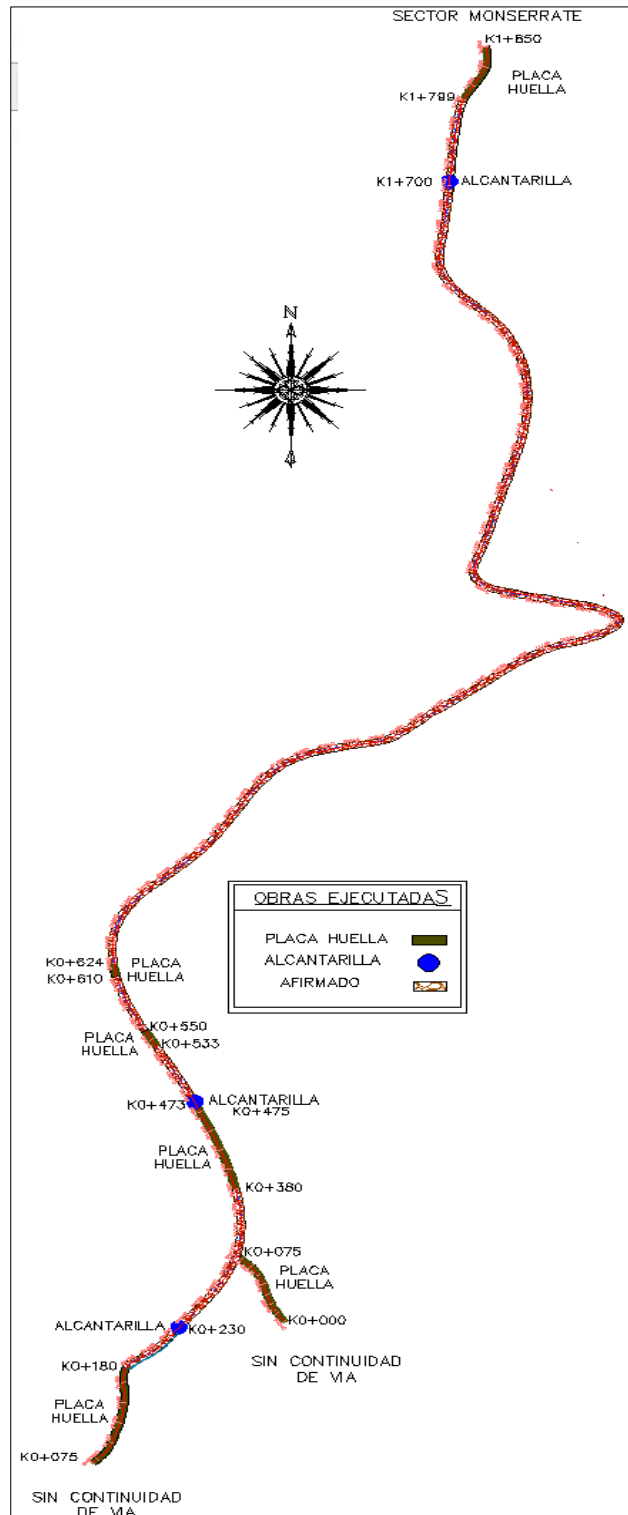 SECTOR MONSERRATE
K1+850
PLACA
HUELLA
K1+799
K1+700
ALCANTARILLA
N
OBRAS EJECUTADAS
PLACA HUELLA
ALCANTARILLA
AFIRMADO
K0+624
K0+610
PLACA
HUELLA
K0+550
K0+533
PLACA
HUELLA
K0+473
ALCANTARILLA
K0+475
PLACA
HUELLA
K0+380
K0+075
PLACA
HUELLA
K0+000
ALCANTARILLA
K0+230
SIN CONTINUIDAD
DE VIA
K0+180
PLACA
HUELLA
K0+075
SIN CONTINUIDAD
DE VIA